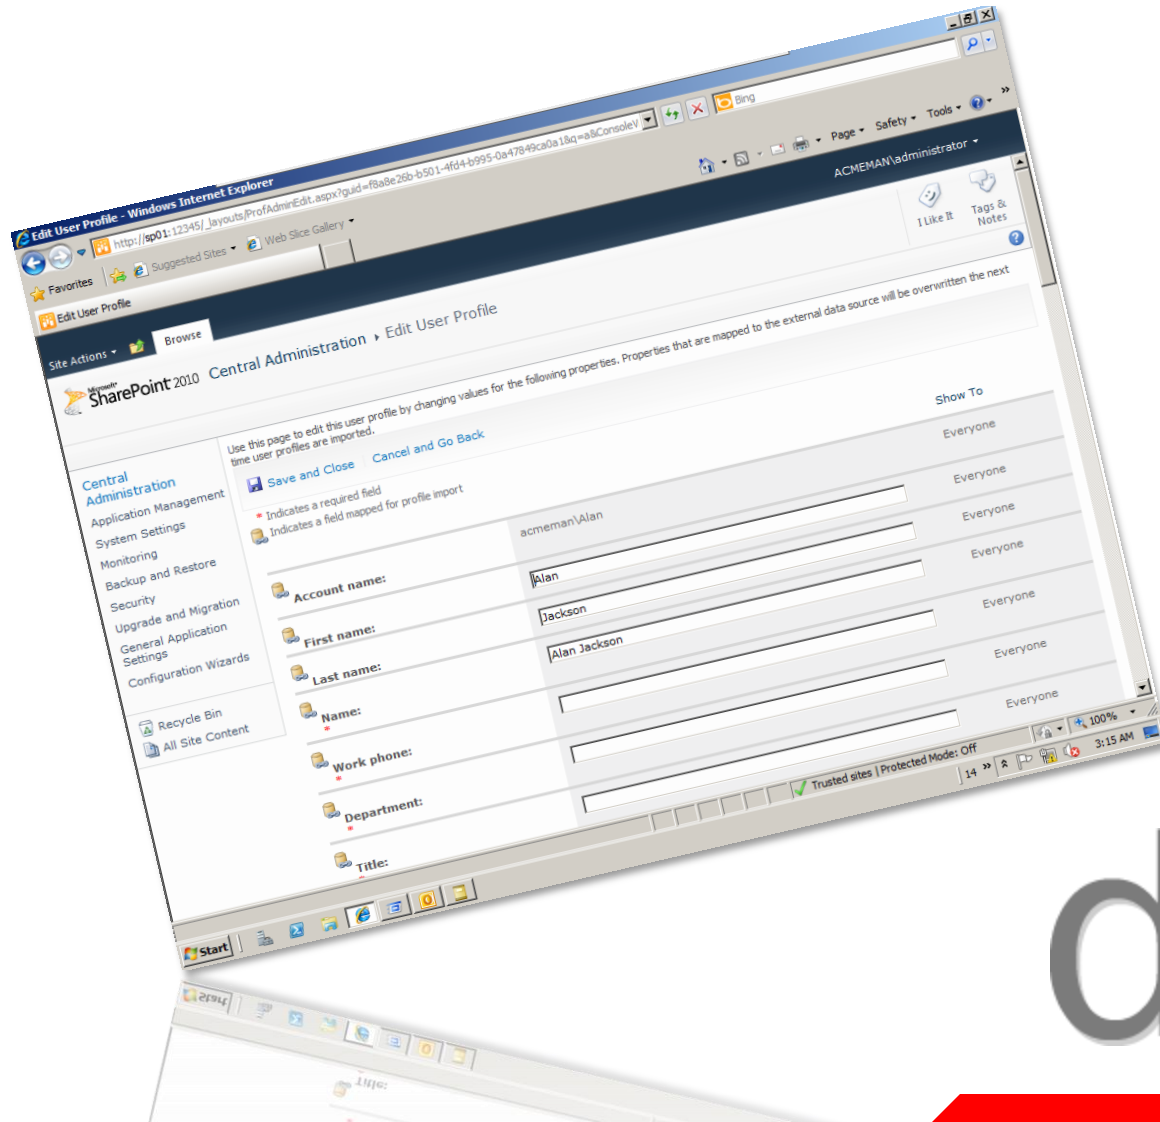 Edit User Profile - Windows Internet Explorer
http://sp01:12345/_layouts/ProfAdminEdit.aspx?guid=f8a8e26b-b501-4fd4-b995-0a47849ca0a1&q=a&ConsoleV
Bing
Favorites
Suggested Sites
Web Slice Gallery
Edit User Profile
Page
Safety
Tools
»
Site Actions
Browse
ACMEMAN\administrator
Microsoft
SharePoint 2010
Central Administration
Edit User Profile
I Like It
Tags &
Notes
Use this page to edit this user profile by changing values for the following properties. Properties that are mapped to the external data source will be overwritten the next
time user profiles are imported.
Save and Close
Cancel and Go Back
* Indicates a required field
Indicates a field mapped for profile import
Show To
Central
Administration
Application Management
System Settings
Monitoring
Backup and Restore
Security
Upgrade and Migration
General Application
Settings
Configuration Wizards
Recycle Bin
All Site Content
Account name:
acmeman\Alan
Everyone
First name:
Alan
Everyone
Last name:
Jackson
Everyone
Name:
*
Alan Jackson
Everyone
Work phone:
*
Everyone
Department:
*
Everyone
Title:
*
Everyone
Trusted sites | Protected Mode: Off
100%
Start
14 »
3:15 AM
d
Start
Title: